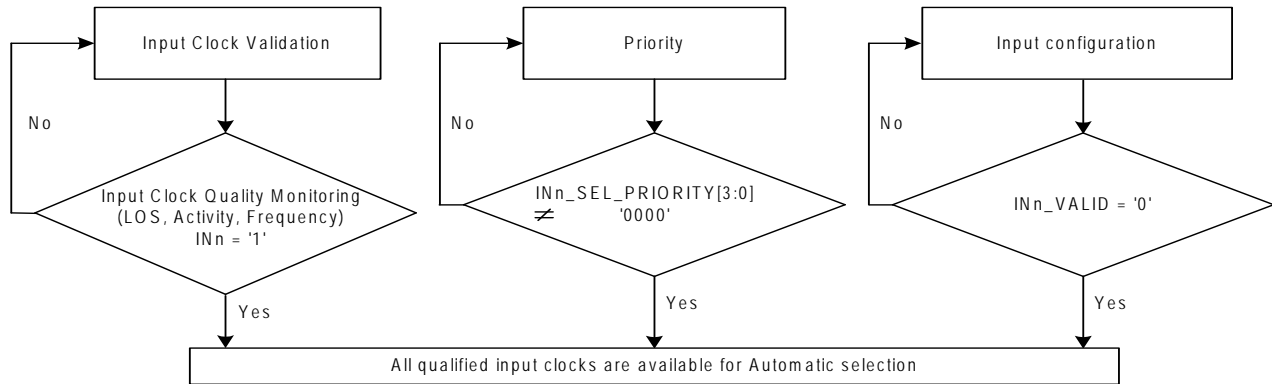 Input Clock Validation
No
Input Clock Quality Monitoring
(LOS, Activity, Frequency)
INn = '1'
Yes
Priority
No
INn_SEL_PRIORITY[3:0]
≠ '0000'
Yes
Input configuration
No
INn_VALID = '0'
Yes
All qualified input clocks are available for Automatic selection